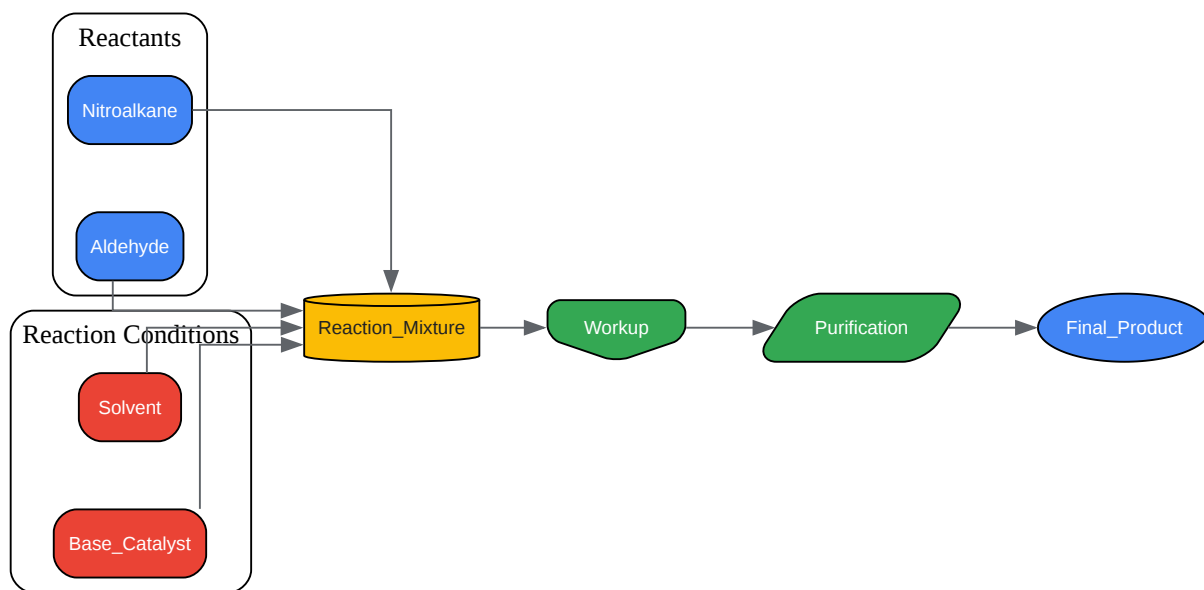 Reactants
Nitroalkane
Aldehyde
Reaction Conditions
Solvent
Base_Catalyst
Reaction_Mixture
Workup
Purification
Final_Product